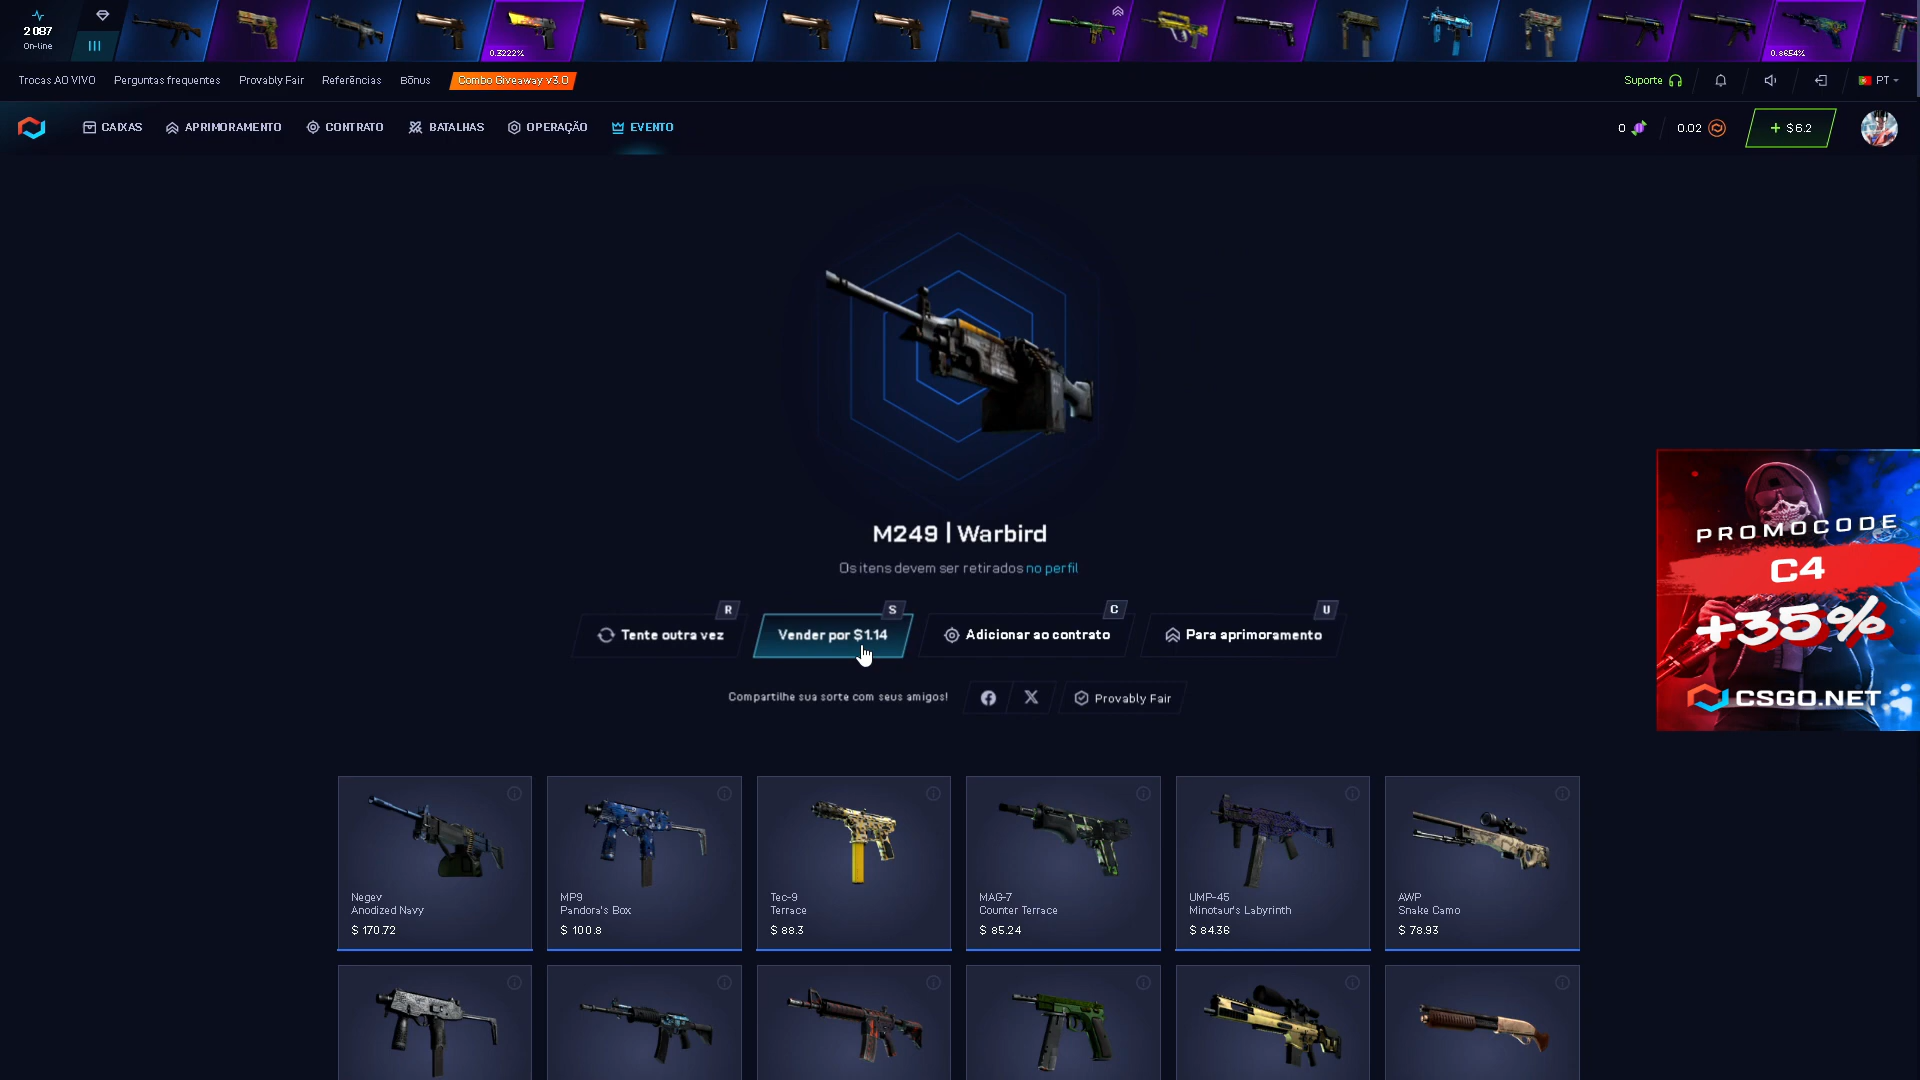 2 087
On-line
0.3222%
0.8654%
Trocas AO VIVO
Perguntas frequentes
Provably Fair
Referências
Bônus
Combo Giveaway v3.0
Suporte
PT
CAIXAS
APRIMORAMENTO
CONTRATO
BATALHAS
OPERAÇÃO
EVENTO
0
0.02
+ $ 6.2
M249 | Warbird
Os itens devem ser retirados no perfil
R
S
C
U
Tente outra vez
Vender por $1.14
Adicionar ao contrato
Para aprimoramento
Compartilhe sua sorte com seus amigos!
Provably Fair
PROMOCODE
C4
+35%
CSGO.NET
Negev
Anodized Navy
$ 170.72
MP9
Pandora's Box
$ 100.8
Tec-9
Terrace
$ 88.3
MAG-7
Counter Terrace
$ 85.24
UMP-45
Minotaur's Labyrinth
$ 84.36
AWP
Snake Camo
$ 78.93